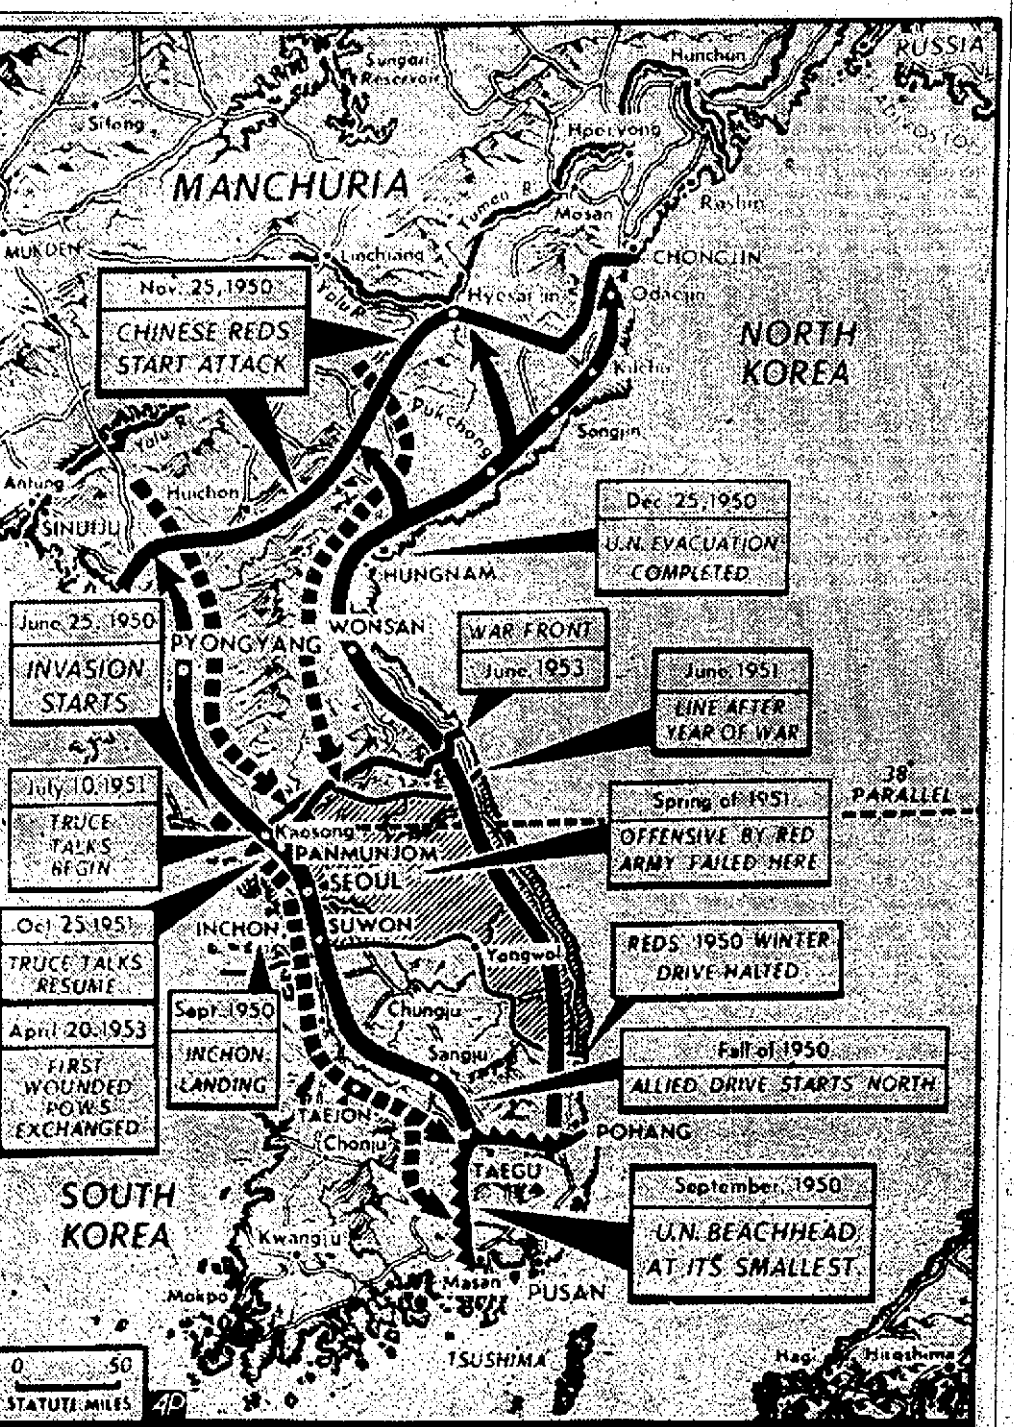 RUSSIA
Hunchun
Sungari
Reservoir
Sifong
Hoeryong
MANCHURIA
Tumen R.
Musan
Rashin
MUKDEN
Linchiang
CHONGJIN
Nov. 25, 1950
CHINESE REDS
START ATTACK
Yalu R.
Hyesanjin
Odaejin
NORTH
KOREA
Kilchu
Pukchong
Songjin
Yalu R.
Antung
Huichon
SINUIJU
Dec. 25, 1950
U.N. EVACUATION
COMPLETED
HUNGNAM
June 25, 1950
INVASION
STARTS
PYONGYANG
WONSAN
WAR FRONT
June 1953
June 1951
LINE AFTER
YEAR OF WAR
July 10, 1951
TRUCE
TALKS
BEGIN
38°
PARALLEL
Spring of 1951
OFFENSIVE BY RED
ARMY FAILED HERE
Kaesong
PANMUNJOM
SEOUL
Oct 25 1951
TRUCE TALKS
RESUME
INCHON
SUWON
Yongwol
REDS' 1950 WINTER
DRIVE HALTED
April 20, 1953
FIRST
WOUNDED
POWS
EXCHANGED
Sept. 1950
INCHON
LANDING
Chungju
Sangju
Fall of 1950
ALLIED DRIVE STARTS NORTH
TAEJON
Chonju
POHANG
TAEGU
SOUTH
KOREA
September, 1950
U.N. BEACHHEAD
AT ITS SMALLEST
Kwangju
Masan
PUSAN
Mokpo
TSUSHIMA
Hagi
Hiroshima
0 50
STATUTE MILES
AP